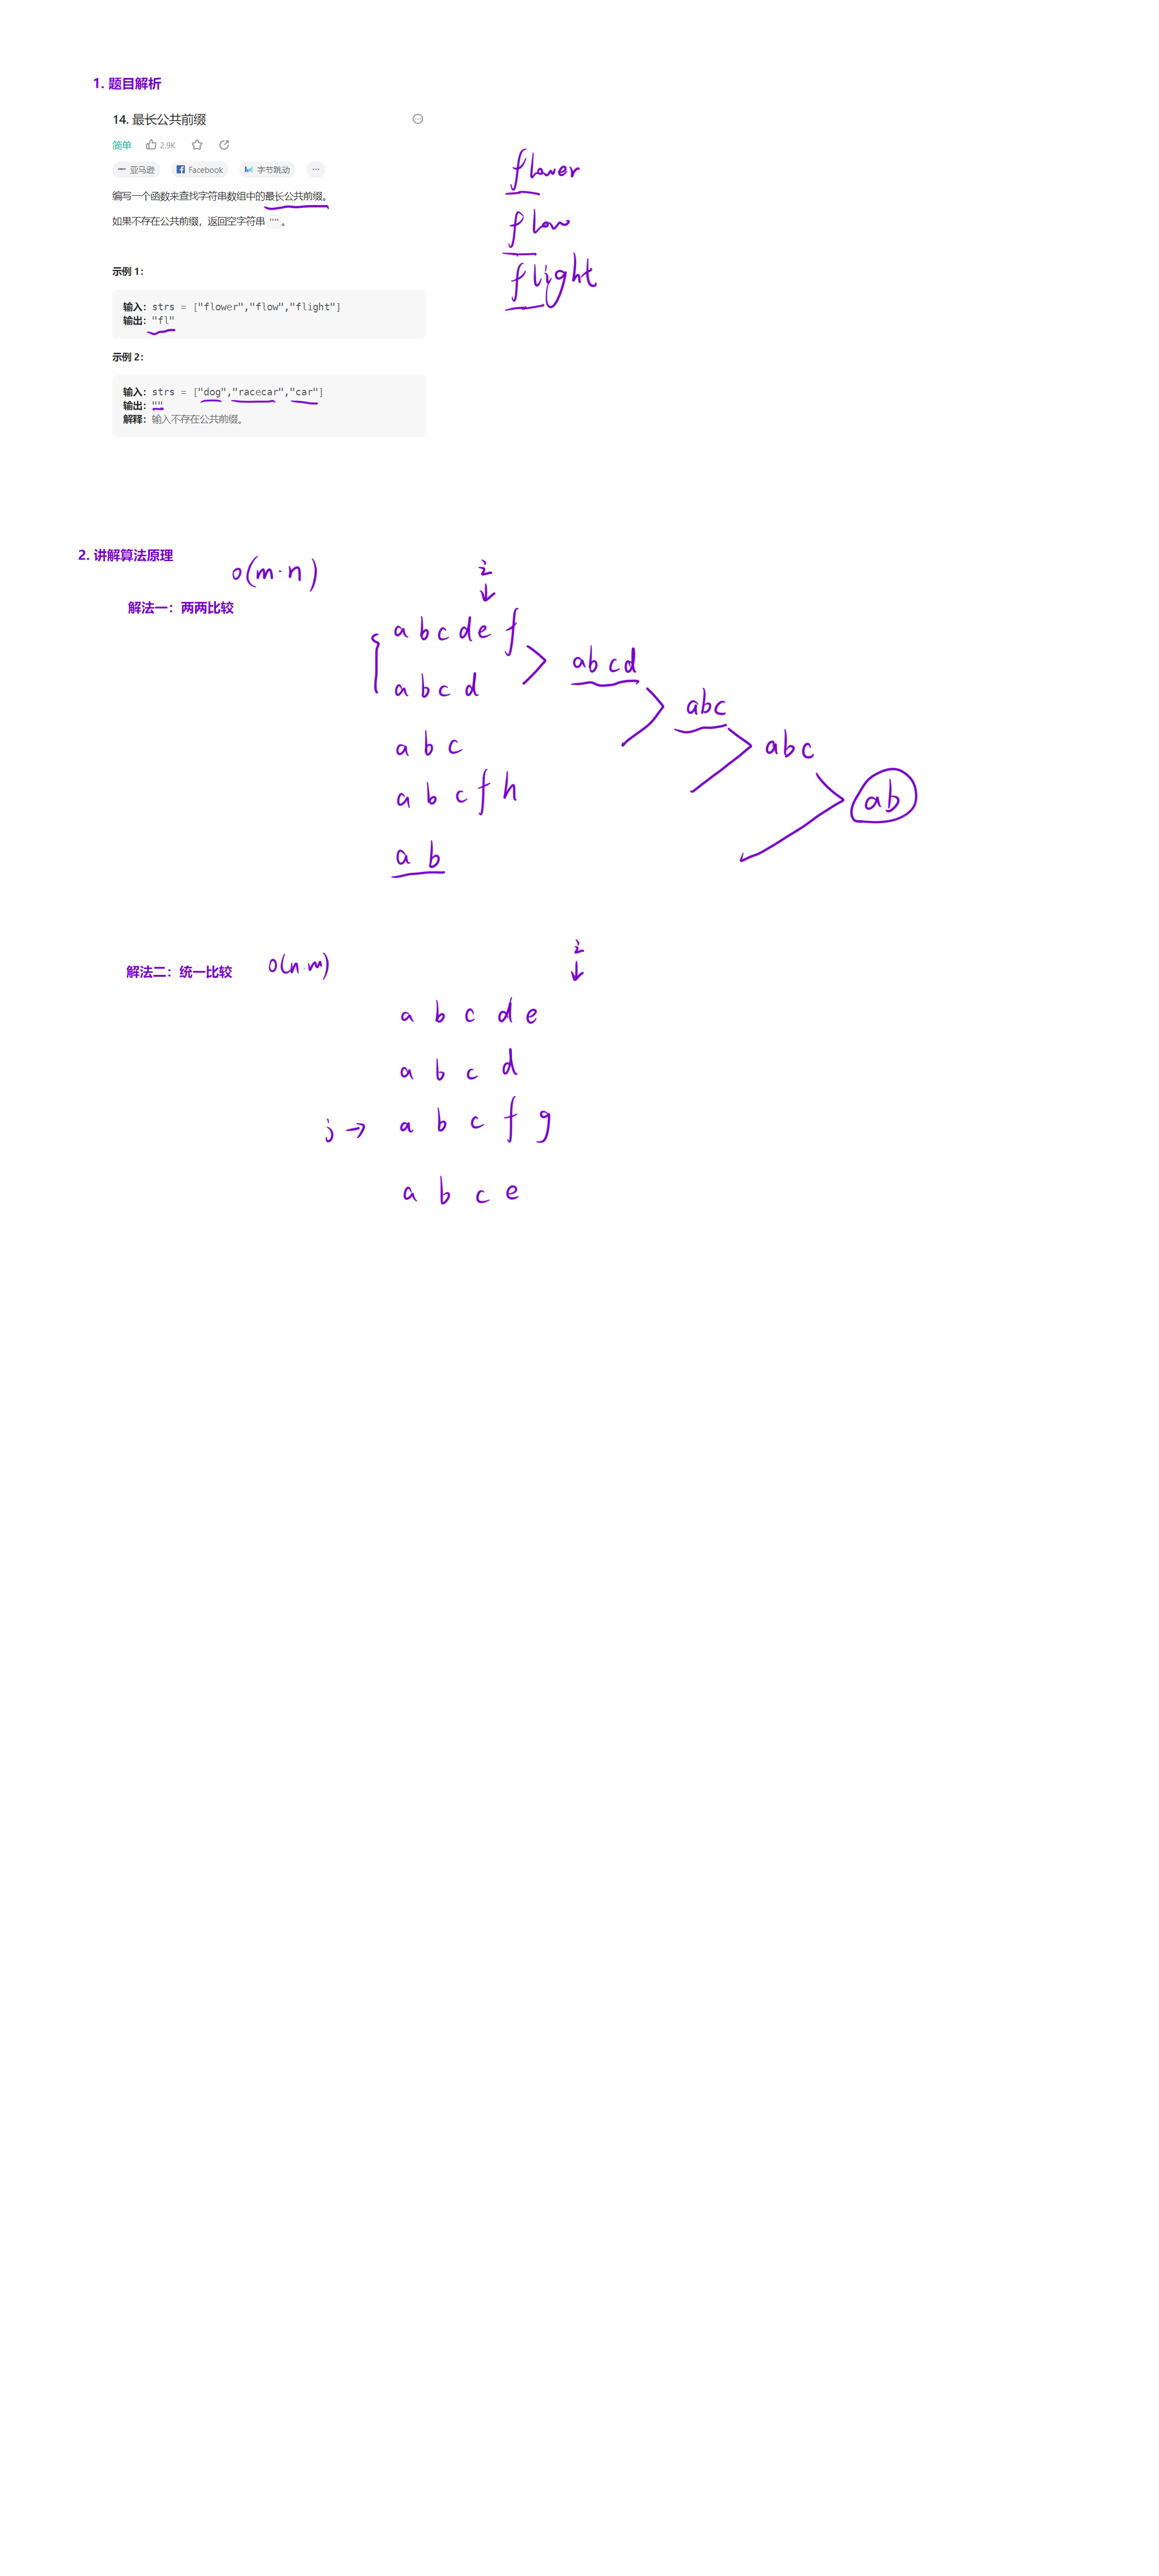 1. 题目解析
14. 最长公共前缀
简单 2.9K
亚马逊 Facebook 字节跳动 ...
编写一个函数来查找字符串数组中的最长公共前缀。
如果不存在公共前缀，返回空字符串 ""。
示例 1：
输入：strs = ["flower","flow","flight"]
输出："fl"
示例 2：
输入：strs = ["dog","racecar","car"]
输出：""
解释：输入不存在公共前缀。
flower
flow
flight
2. 讲解算法原理
O(m·n)
解法一：两两比较
i
a b c d e f
a b c d
a b c
a b c f h
a b
abcd
abc
abc
ab
解法二：统一比较 O(n·m)
i
a b c d e
a b c d
j → a b c f g
a b c e